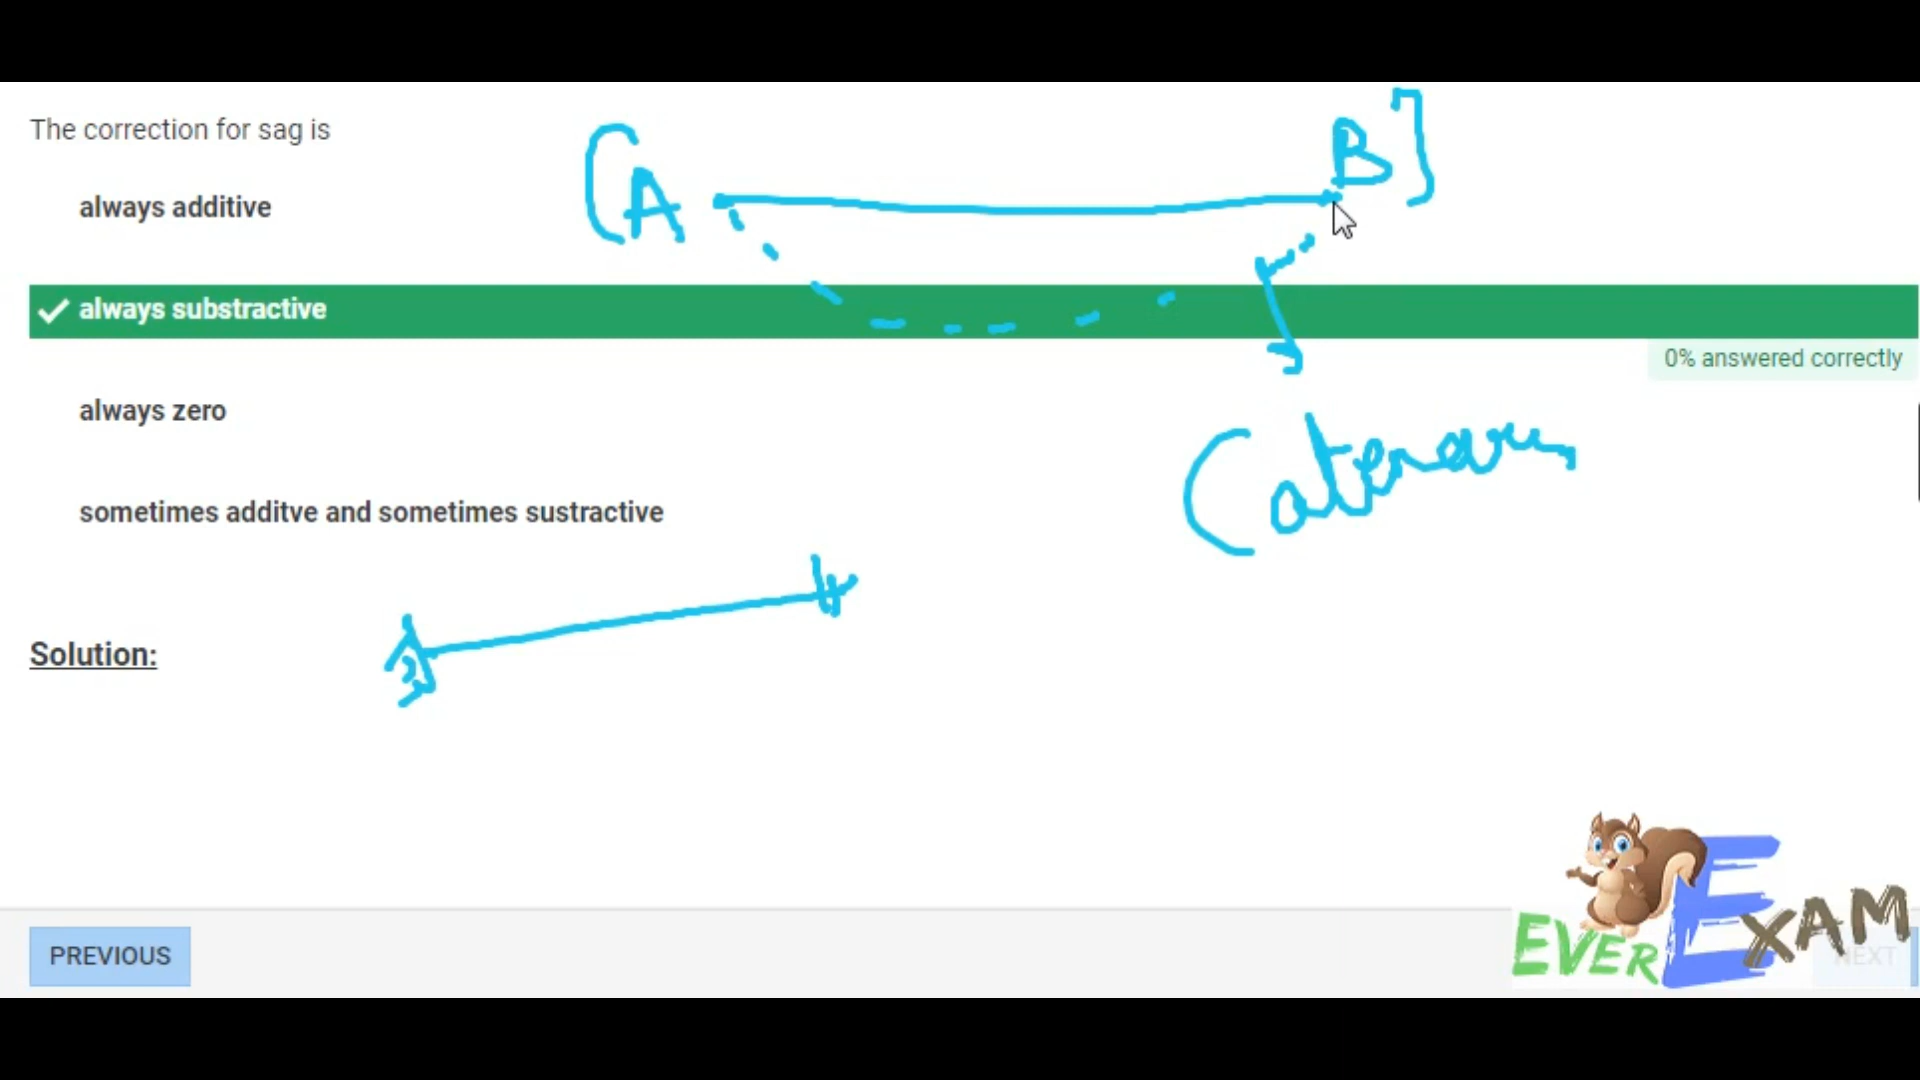 The correction for sag is
A
B
always additive
always substractive
0% answered correctly
always zero
Catenary
sometimes additve and sometimes sustractive
Solution:
PREVIOUS
EVER EXAM
NEXT